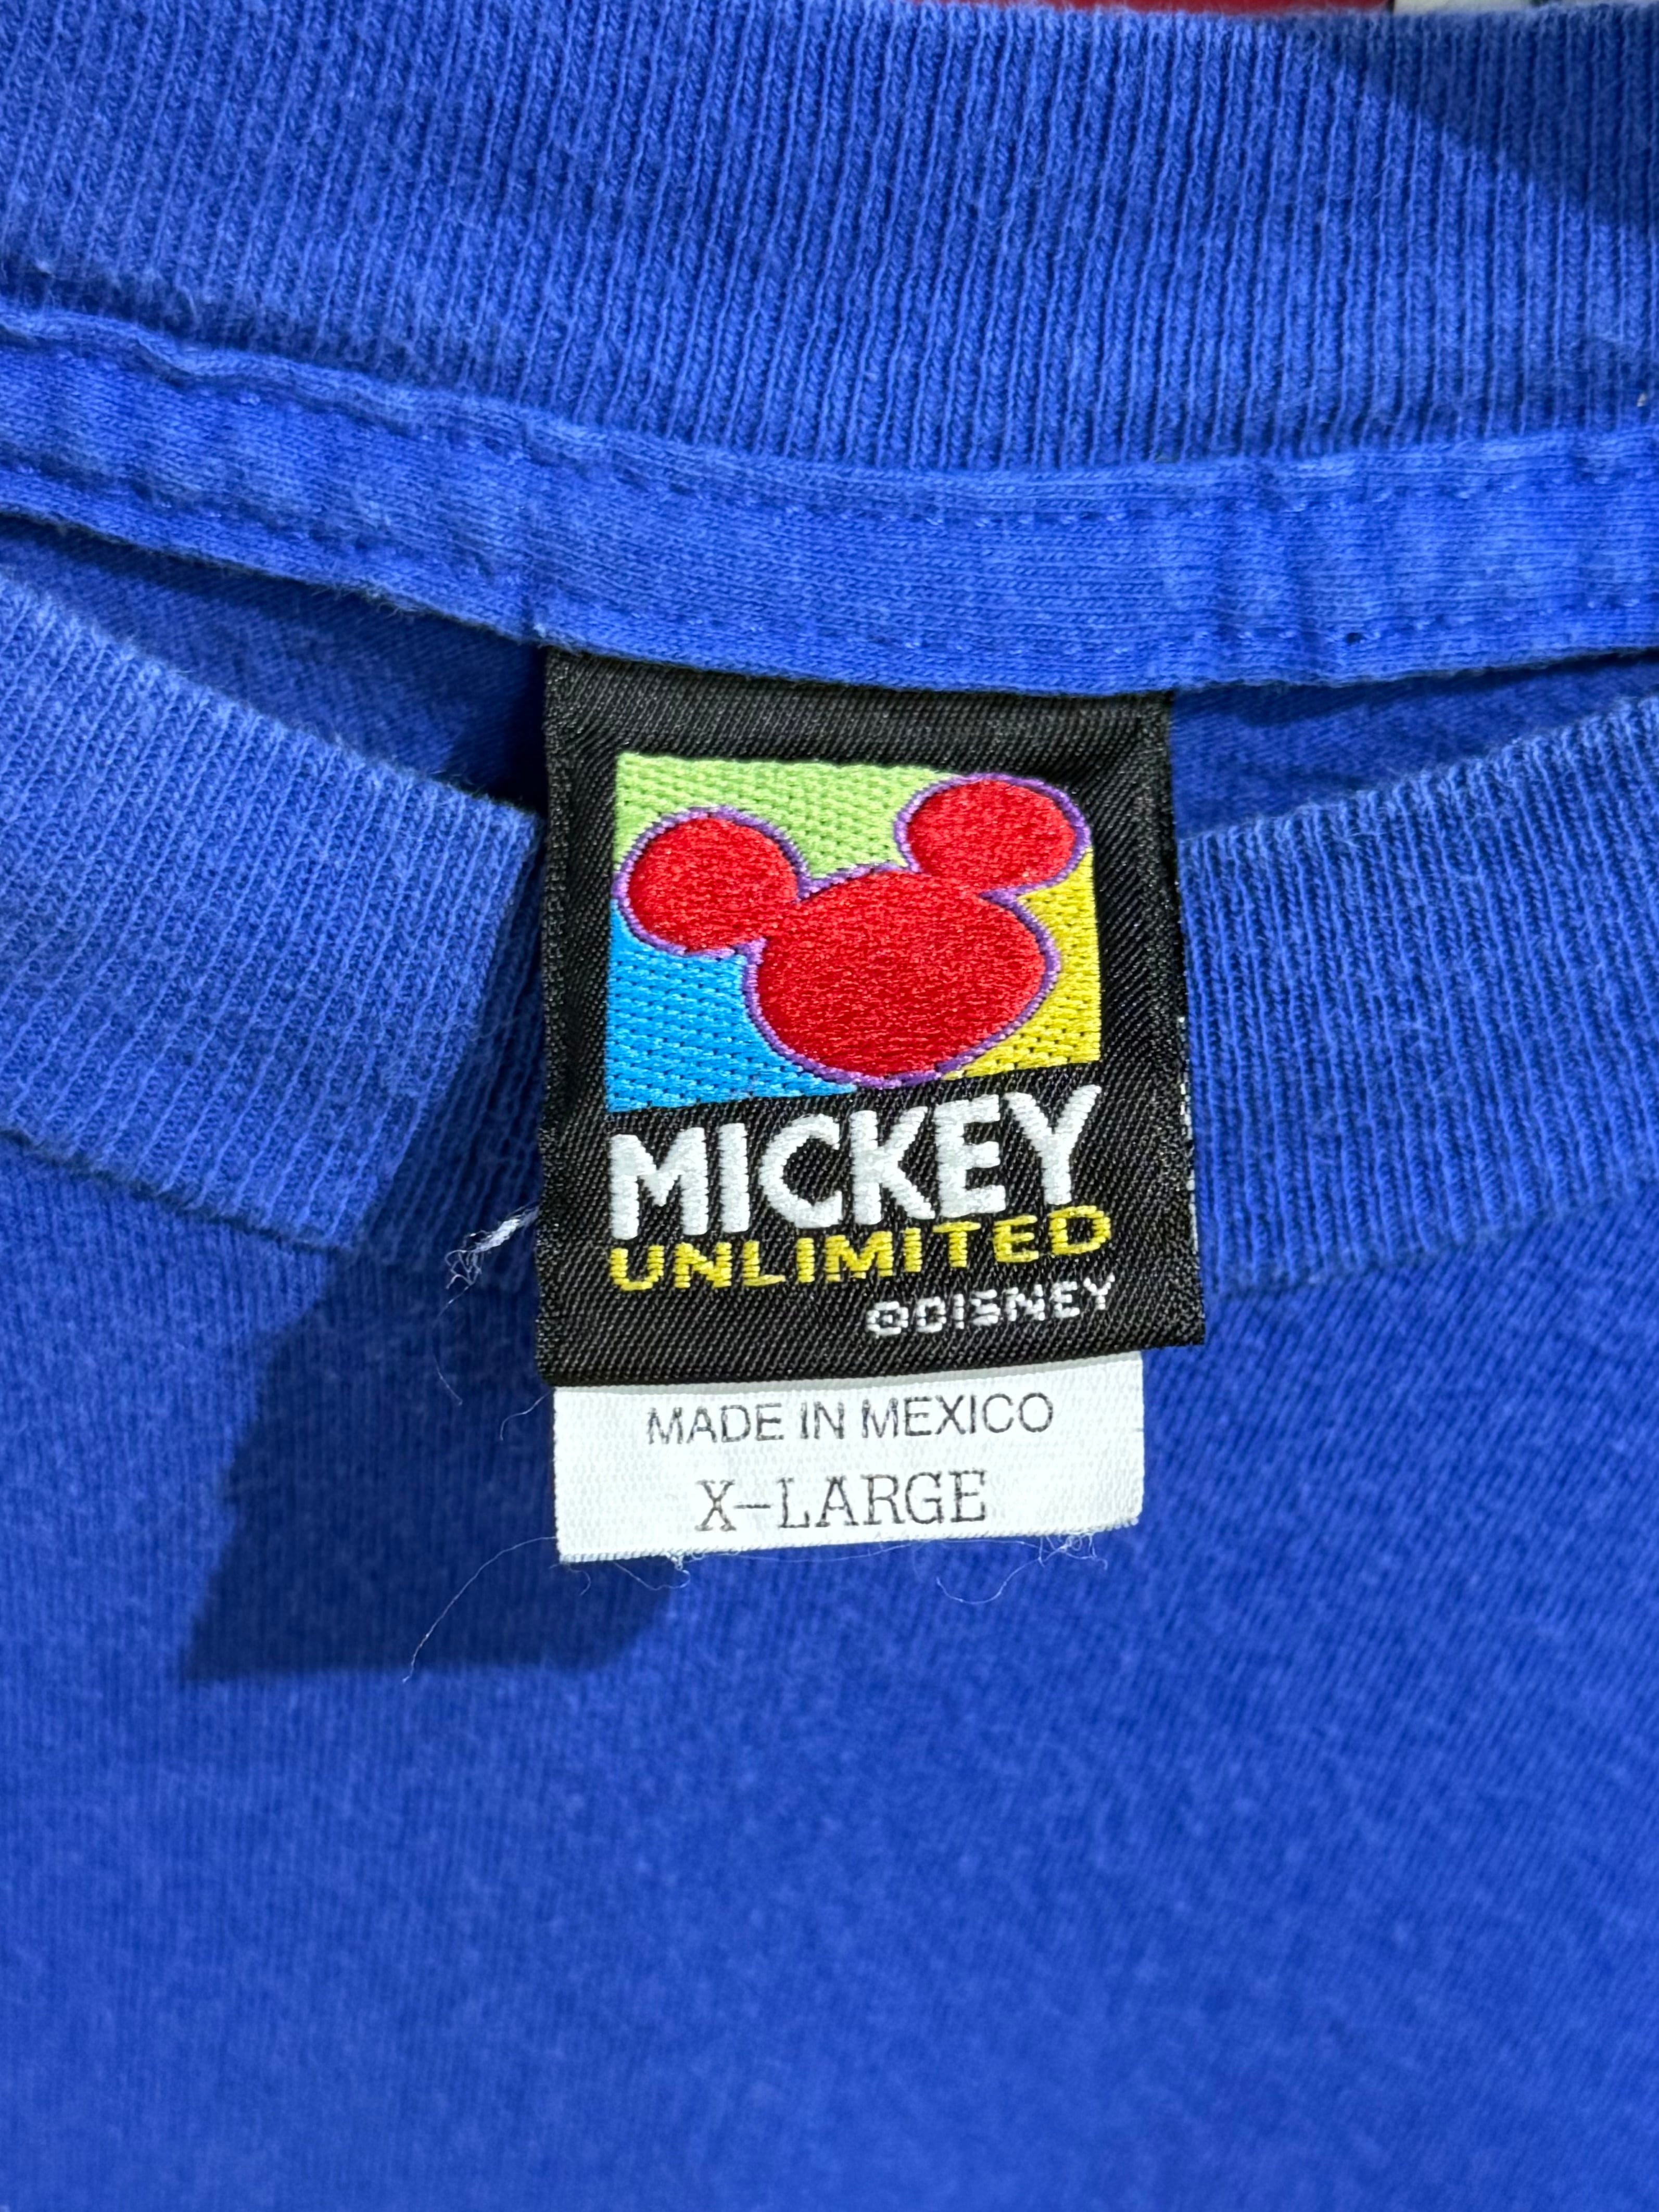 MICKEY
UNLIMITED
©DISNEY
MADE IN MEXICO
X-LARGE